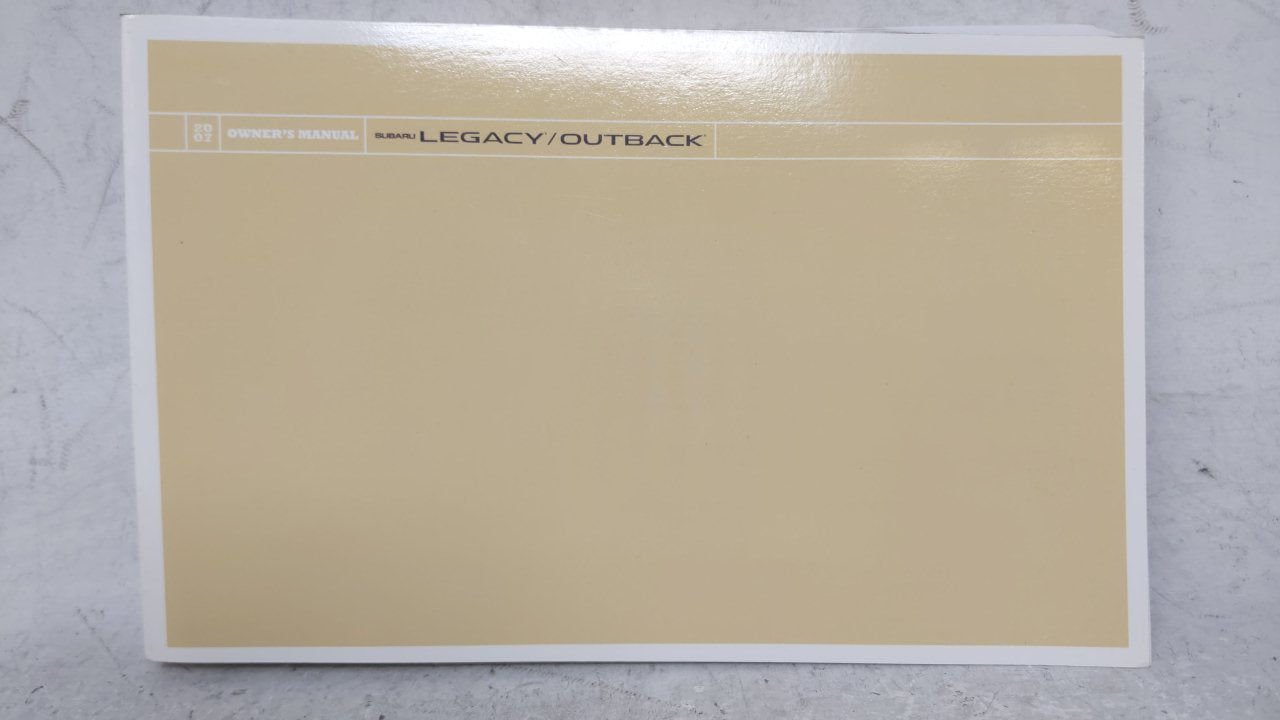 20
07
OWNER'S MANUAL
SUBARU LEGACY/OUTBACK